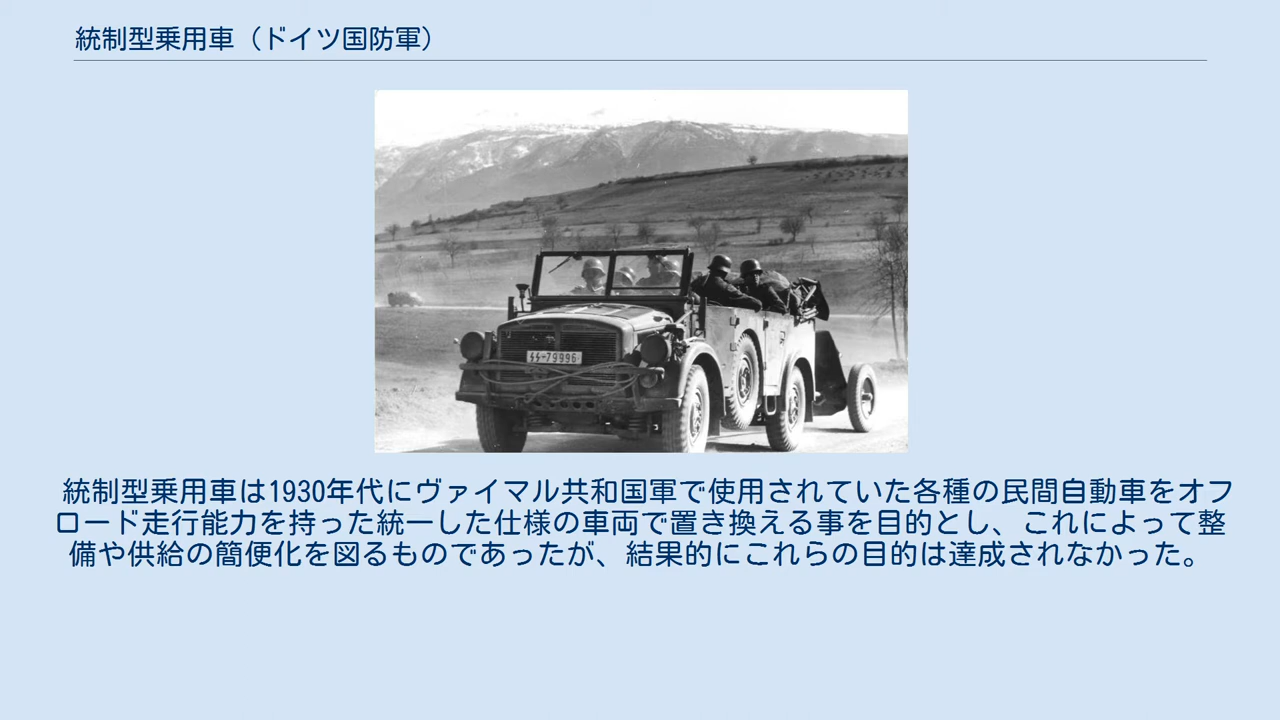 統制型乗用車（ドイツ国防軍）
ϟϟ-79996
統制型乗用車は1930年代にヴァイマル共和国軍で使用されていた各種の民間自動車をオフ
ロード走行能力を持った統一した仕様の車両で置き換える事を目的とし、これによって整
備や供給の簡便化を図るものであったが、結果的にこれらの目的は達成されなかった。